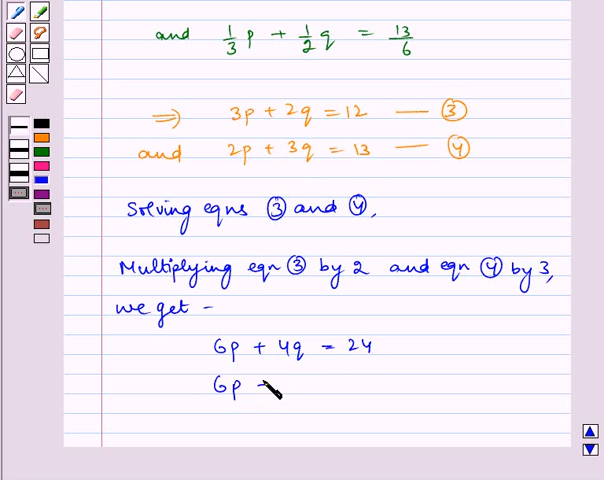 and 1/3 p + 1/2 q = 13/6
⇒ 3p + 2q = 12 — ③
and 2p + 3q = 13 — ④
Solving eqns ③ and ④,
Multiplying eqn ③ by 2 and eqn ④ by 3,
we get -
6p + 4q = 24
6p -